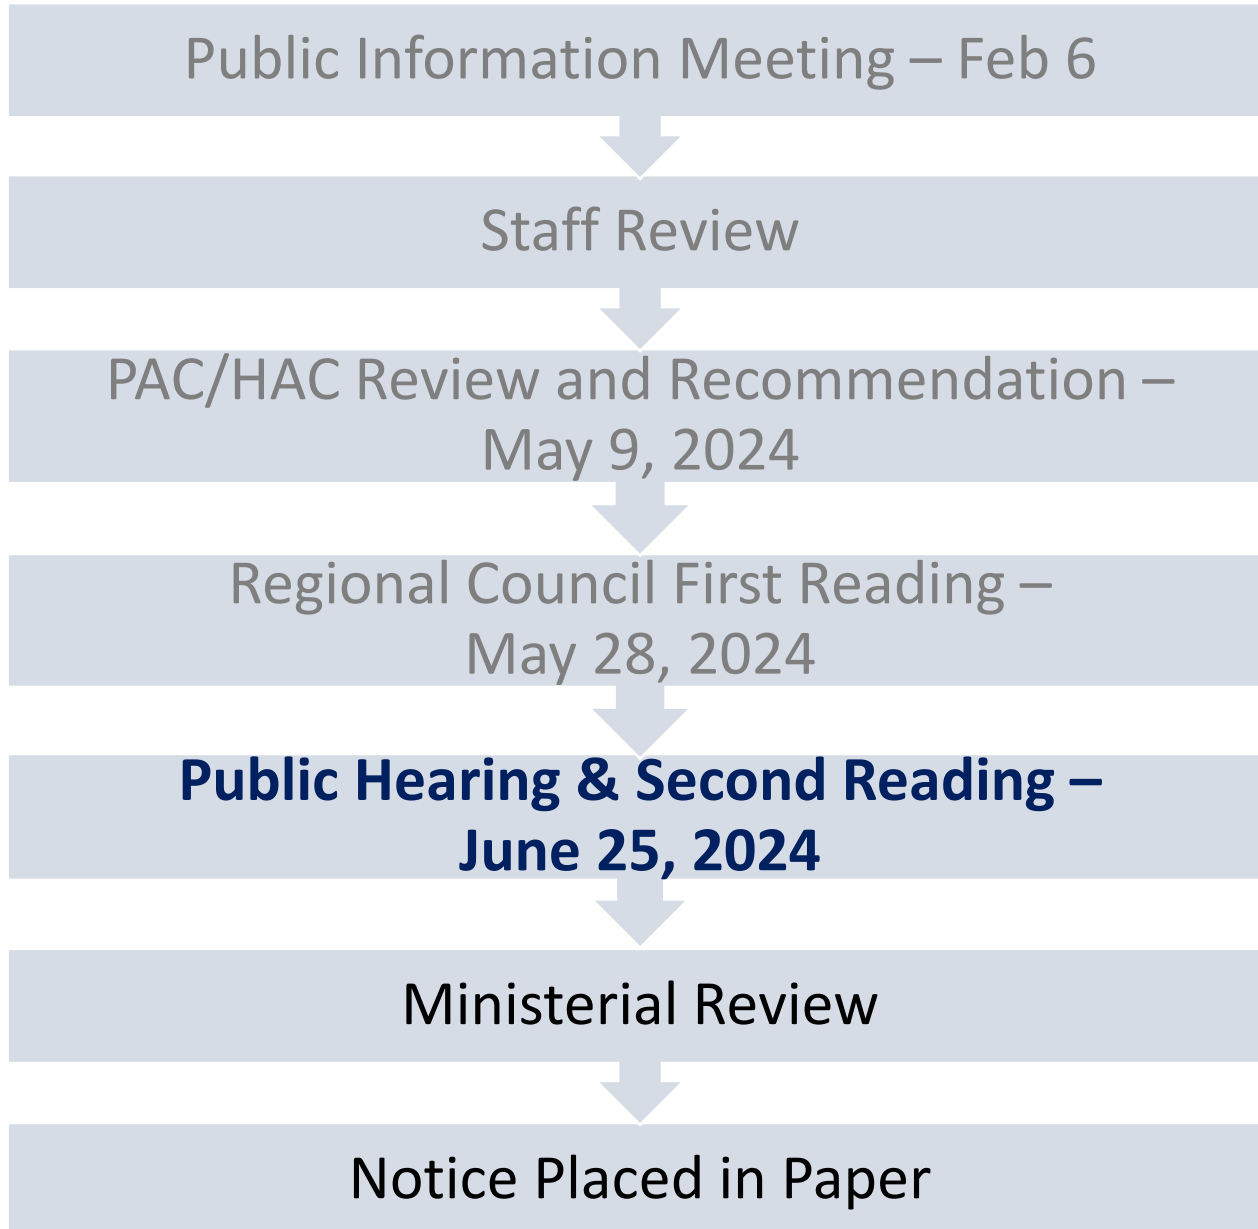 Public Information Meeting – Feb 6
Staff Review
PAC/HAC Review and Recommendation –
May 9, 2024
Regional Council First Reading –
May 28, 2024
Public Hearing & Second Reading –
June 25, 2024
Ministerial Review
Notice Placed in Paper